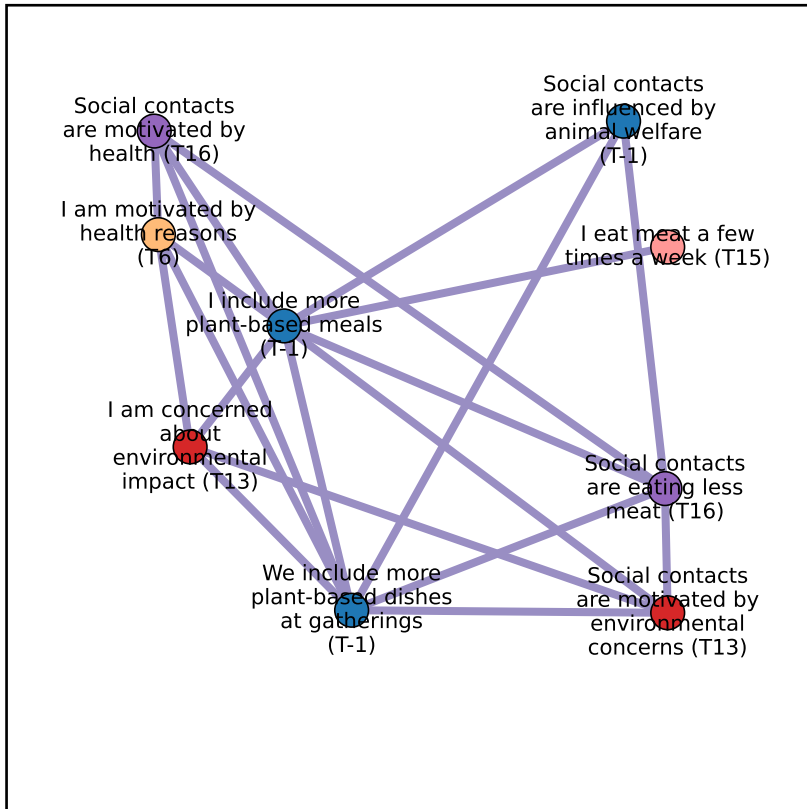 Social contacts
are motivated by
health (T16)
Social contacts
are influenced by
animal welfare
(T-1)
I am motivated by
health reasons
(T6)
I eat meat a few
times a week (T15)
I include more
plant-based meals
(T-1)
I am concerned
about
environmental
impact (T13)
Social contacts
are eating less
meat (T16)
We include more
plant-based dishes
at gatherings
(T-1)
Social contacts
are motivated by
environmental
concerns (T13)